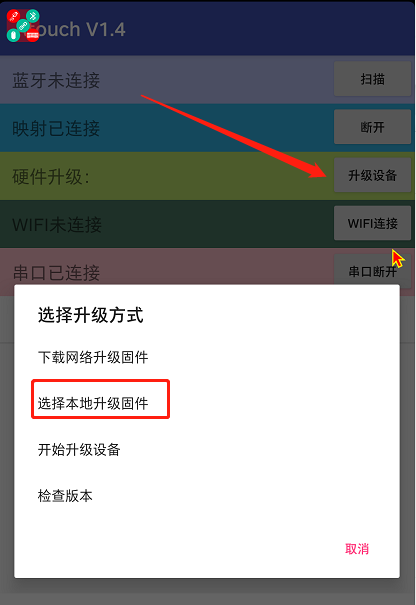 Touch V1.4
蓝牙未连接 扫描
映射已连接 断开
硬件升级: 升级设备
WIFI未连接 WIFI连接
串口已连接 串口断开
选择升级方式
下载网络升级固件
选择本地升级固件
开始升级设备
检查版本
取消